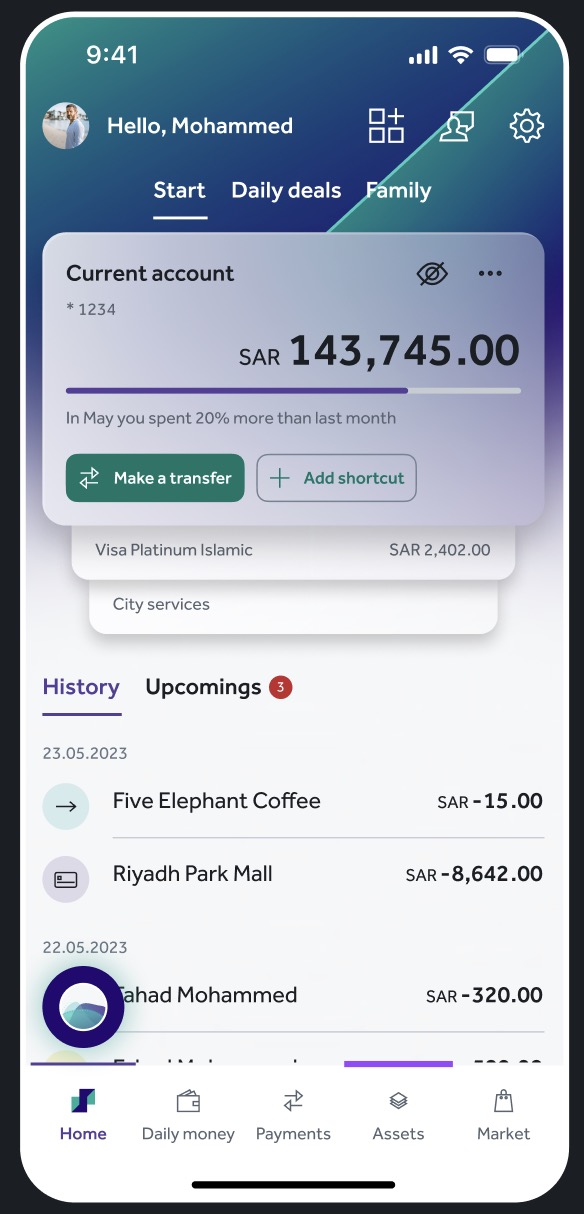 9:41
Hello, Mohammed
Start Daily deals Family
Current account
* 1234
SAR 143,745.00
In May you spent 20% more than last month
Make a transfer Add shortcut
Visa Platinum Islamic SAR 2,402.00
City services
History Upcomings 3
23.05.2023
Five Elephant Coffee SAR -15.00
Riyadh Park Mall SAR -8,642.00
22.05.2023
Mohammed SAR -320.00
Home Daily money Payments Assets Market